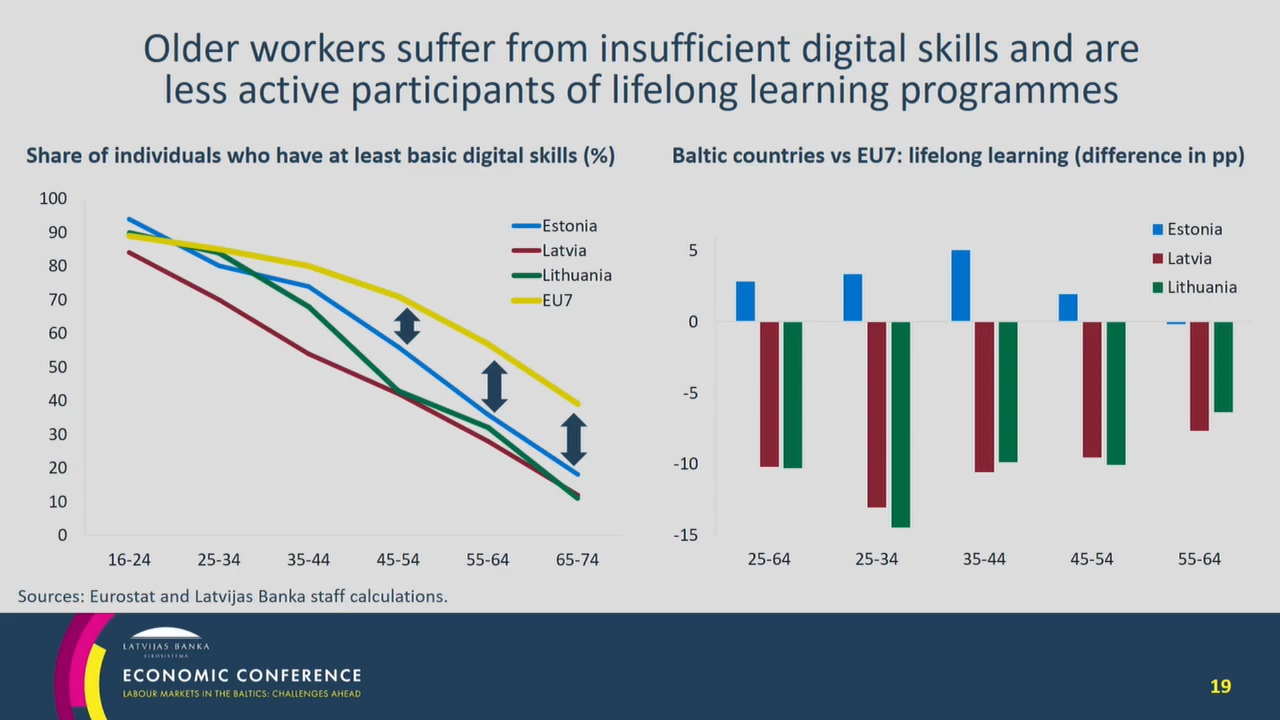 Older workers suffer from insufficient digital skills and are
less active participants of lifelong learning programmes
Share of individuals who have at least basic digital skills (%)
100
90
80
70
60
50
40
30
20
10
0
16-24 25-34 35-44 45-54 55-64 65-74
Estonia
Latvia
Lithuania
EU7
Baltic countries vs EU7: lifelong learning (difference in pp)
5
0
-5
-10
-15
25-64 25-34 35-44 45-54 55-64
Estonia
Latvia
Lithuania
Sources: Eurostat and Latvijas Banka staff calculations.
LATVIJAS BANKA
EIROSISTĒMA
ECONOMIC CONFERENCE
LABOUR MARKETS IN THE BALTICS: CHALLENGES AHEAD
19